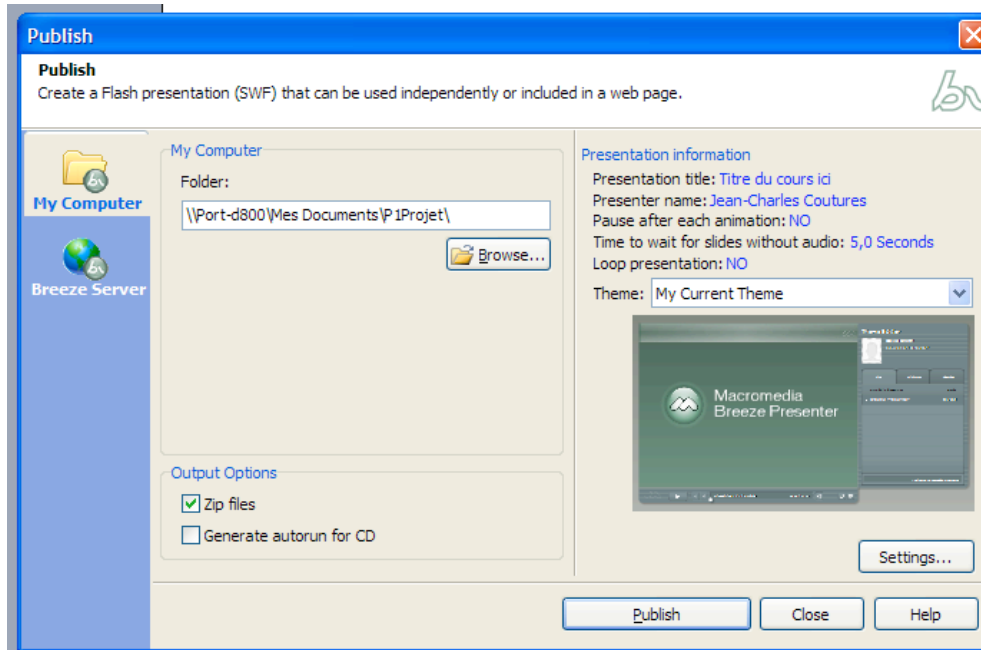 Publish
Publish
Create a Flash presentation (SWF) that can be used independently or included in a web page.
My Computer
Breeze Server
My Computer
Folder:
\\Port-d800\Mes Documents\P1Projet\
Browse...
Output Options
Zip files
Generate autorun for CD
Presentation information
Presentation title: Titre du cours ici
Presenter name: Jean-Charles Coutures
Pause after each animation: NO
Time to wait for slides without audio: 5,0 Seconds
Loop presentation: NO
Theme: My Current Theme
Macromedia
Breeze Presenter
Settings...
Publish Close Help